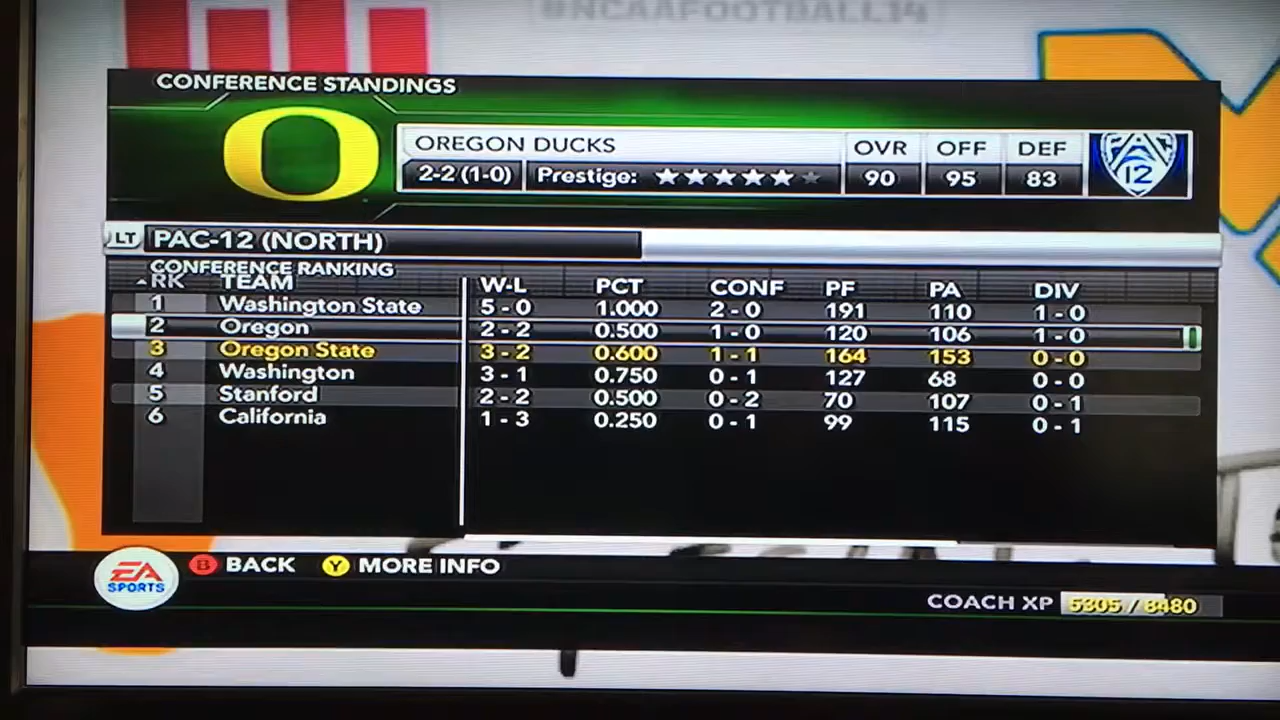 #NCAAFOOTBALL14
CONFERENCE STANDINGS
OREGON DUCKS OVR OFF DEF
2-2 (1-0) Prestige: 90 95 83
PAC 12
LT PAC-12 (NORTH)
CONFERENCE RANKING
RK TEAM W-L PCT CONF PF PA DIV
1 Washington State 5 - 0 1.000 2 - 0 191 110 1 - 0
2 Oregon 2 - 2 0.500 1 - 0 120 106 1 - 0
3 Oregon State 3 - 2 0.600 1 - 1 164 153 0 - 0
4 Washington 3 - 1 0.750 0 - 1 127 68 0 - 0
5 Stanford 2 - 2 0.500 0 - 2 70 107 0 - 1
6 California 1 - 3 0.250 0 - 1 99 115 0 - 1
EA SPORTS B BACK Y MORE INFO
COACH XP 5305 / 8480